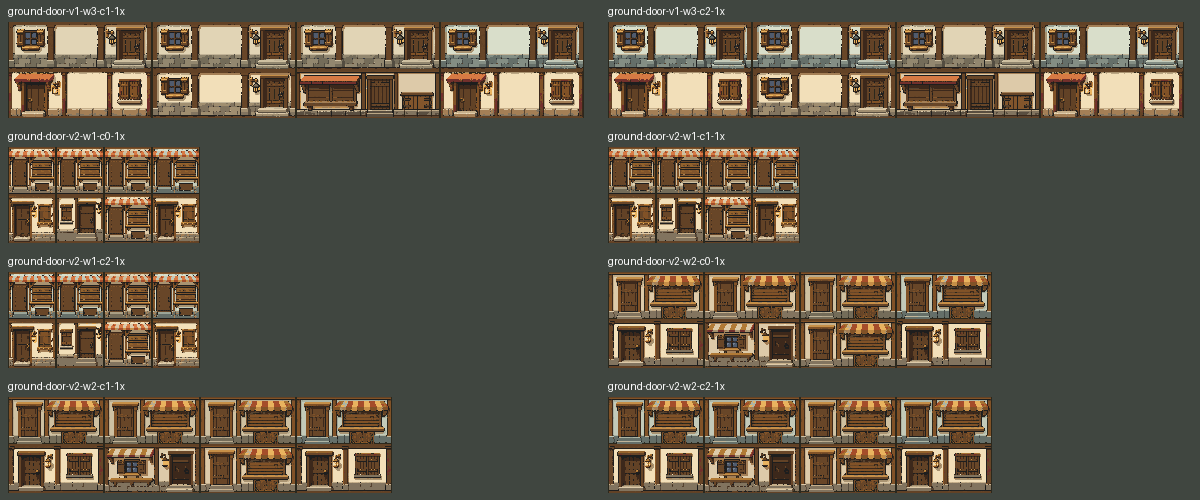 ground-door-v1-w3-c1-1x
ground-door-v1-w3-c2-1x
ground-door-v2-w1-c0-1x
ground-door-v2-w1-c1-1x
ground-door-v2-w1-c2-1x
ground-door-v2-w2-c0-1x
ground-door-v2-w2-c1-1x
ground-door-v2-w2-c2-1x